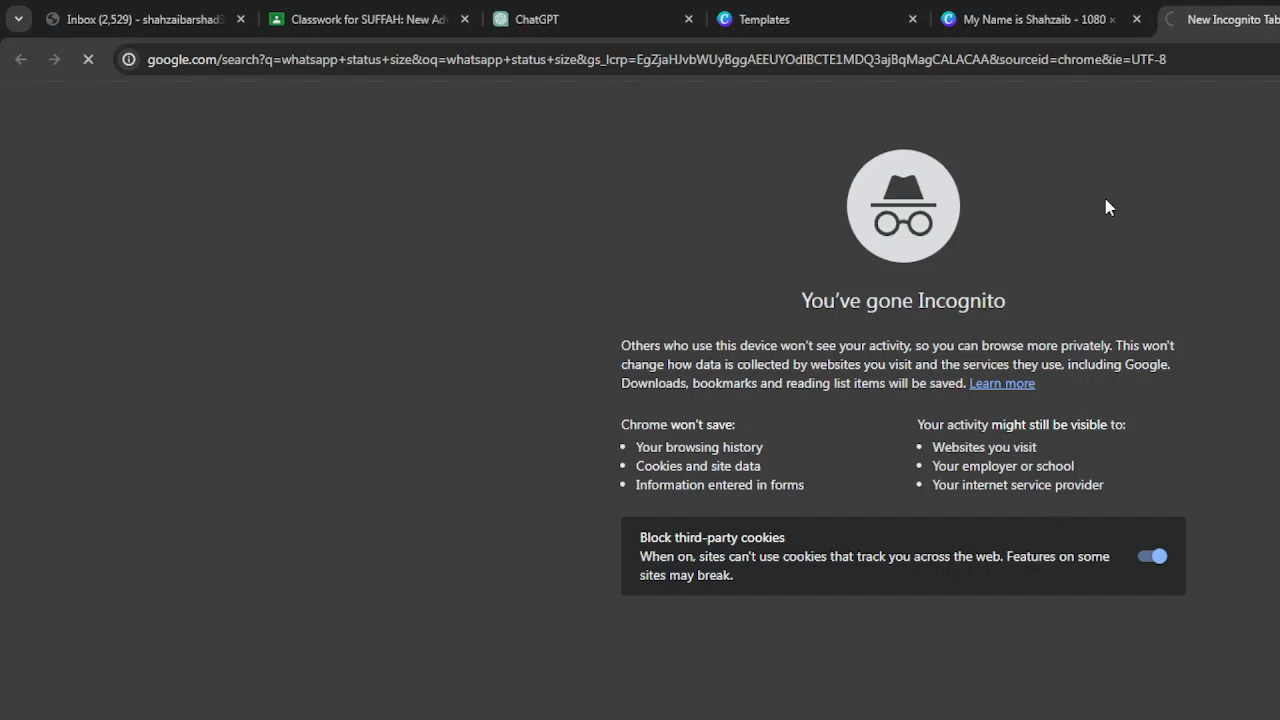 Inbox (2,529) - shahzaibarshad3
Classwork for SUFFAH: New Ad
ChatGPT
Templates
My Name is Shahzaib - 1080 ×
New Incognito Tab
google.com/search?q=whatsapp+status+size&oq=whatsapp+status+size&gs_lcrp=EgZjaHJvbWUyBggAEEUYOdIBCTE1MDQ3ajBqMagCALACAA&sourceid=chrome&ie=UTF-8
You've gone Incognito
Others who use this device won't see your activity, so you can browse more privately. This won't
change how data is collected by websites you visit and the services they use, including Google.
Downloads, bookmarks and reading list items will be saved. Learn more
Chrome won't save:
• Your browsing history
• Cookies and site data
• Information entered in forms
Your activity might still be visible to:
• Websites you visit
• Your employer or school
• Your internet service provider
Block third-party cookies
When on, sites can't use cookies that track you across the web. Features on some
sites may break.